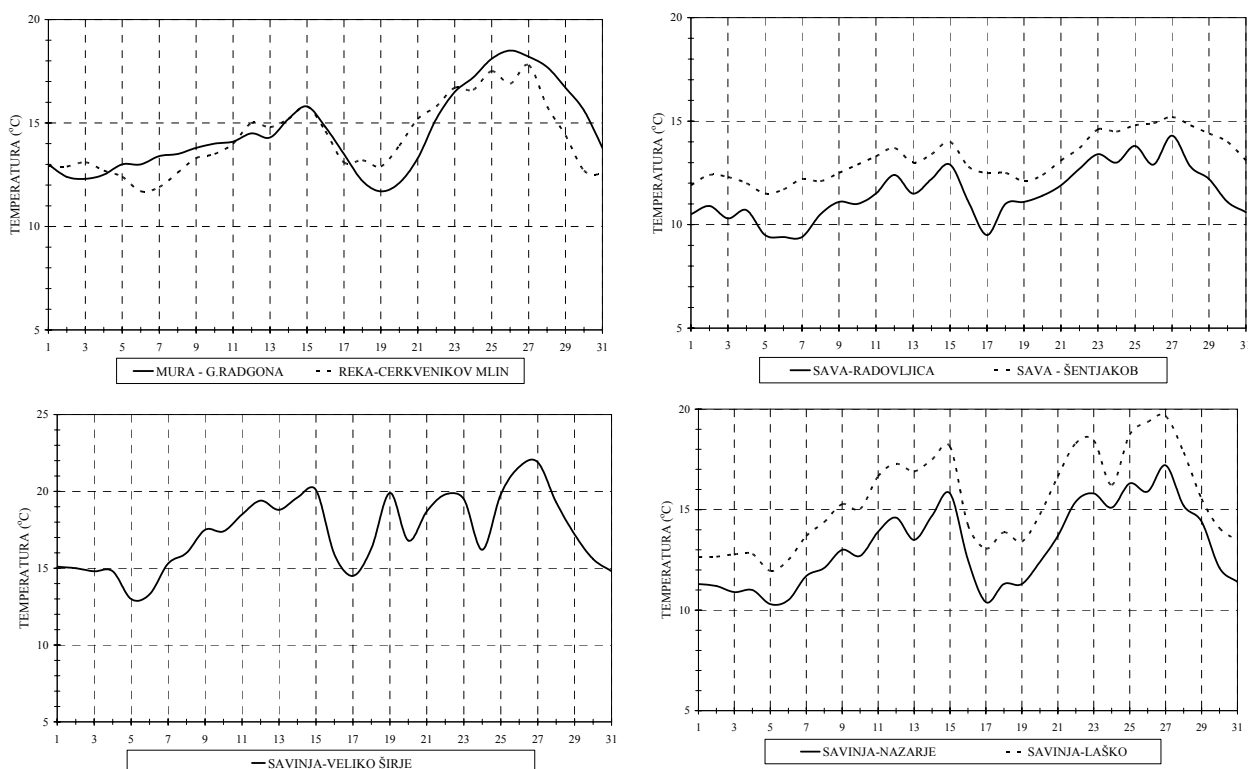 20
15
10
5
TEMPERATURA (°C)
1 3 5 7 9 11 13 15 17 19 21 23 25 27 29 31
MURA - G.RADGONA REKA-CERKVENIKOV MLIN
20
15
10
5
TEMPERATURA (°C)
1 3 5 7 9 11 13 15 17 19 21 23 25 27 29 31
SAVA-RADOVLJICA SAVA - ŠENTJAKOB
25
20
15
10
5
TEMPERATURA (°C)
1 3 5 7 9 11 13 15 17 19 21 23 25 27 29 31
SAVINJA-VELIKO ŠIRJE
20
15
10
5
TEMPERATURA (°C)
1 3 5 7 9 11 13 15 17 19 21 23 25 27 29 31
SAVINJA-NAZARJE SAVINJA-LAŠKO